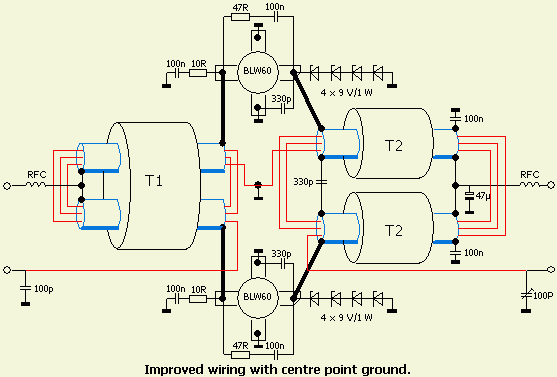 47R 100n
100n 10R BLW60
330p 4 x 9 V/1 W
100n
T2
RFC T1 330p RFC
47µ
T2
100n
330p
100p 100n 10R BLW60 100P
4 x 9 V/1 W
47R 100n
Improved wiring with centre point ground.